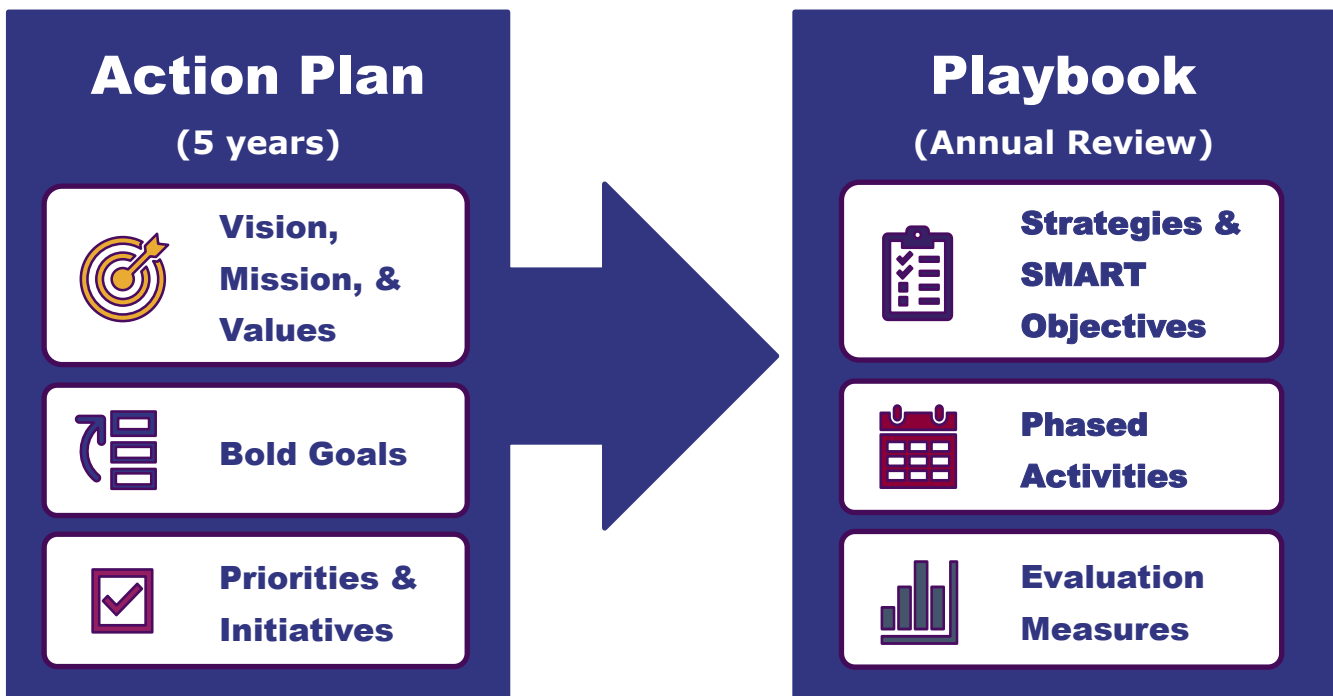 Action Plan
(5 years)
Vision,
Mission, &
Values
Bold Goals
Priorities &
Initiatives
Playbook
(Annual Review)
Strategies &
SMART
Objectives
Phased
Activities
Evaluation
Measures